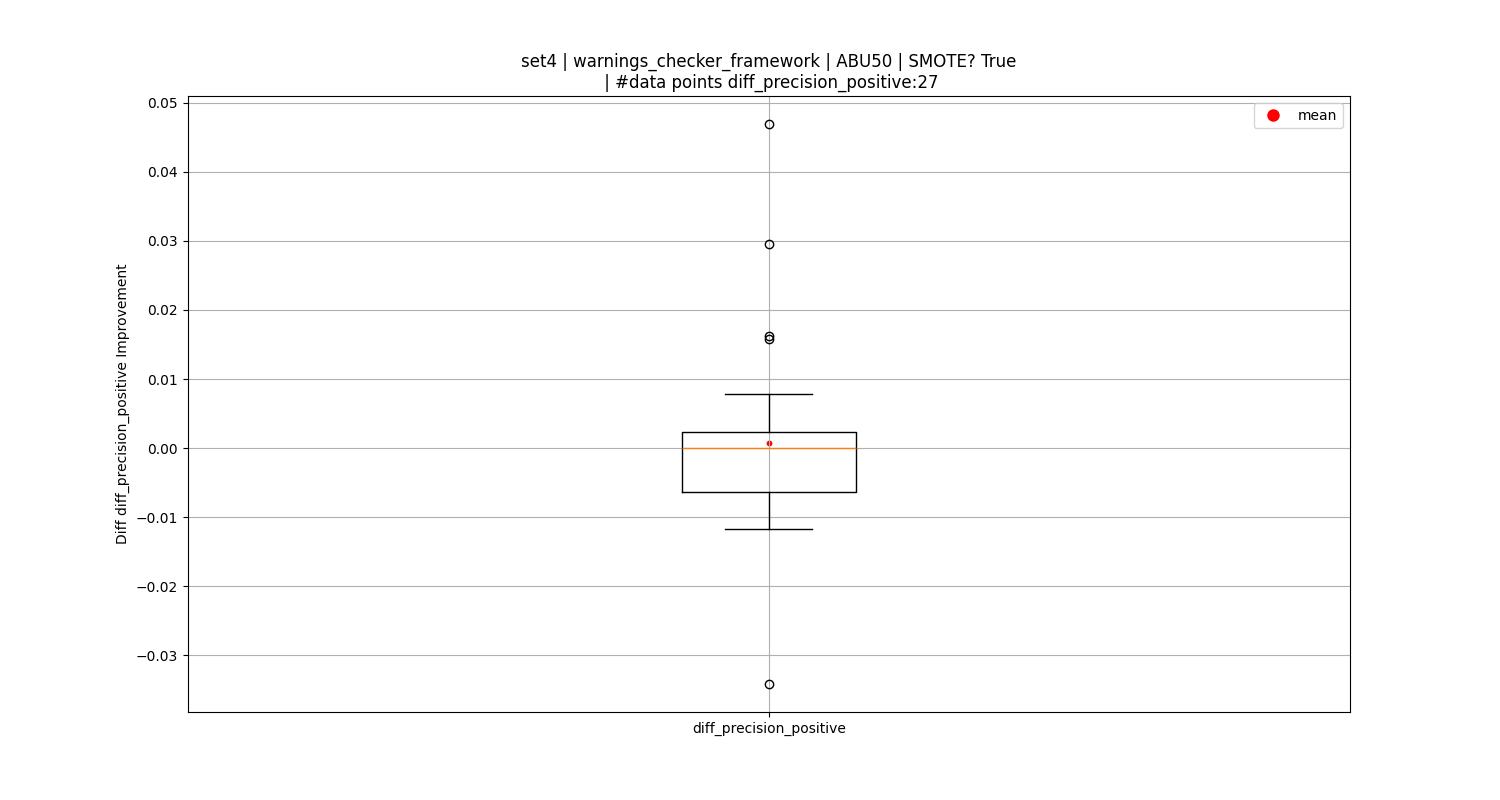 set4 | warnings_checker_framework | ABU50 | SMOTE? True
| #data points diff_precision_positive:27
mean
0.05
0.04
0.03
0.02
0.01
0.00
−0.01
−0.02
−0.03
Diff diff_precision_positive Improvement
diff_precision_positive